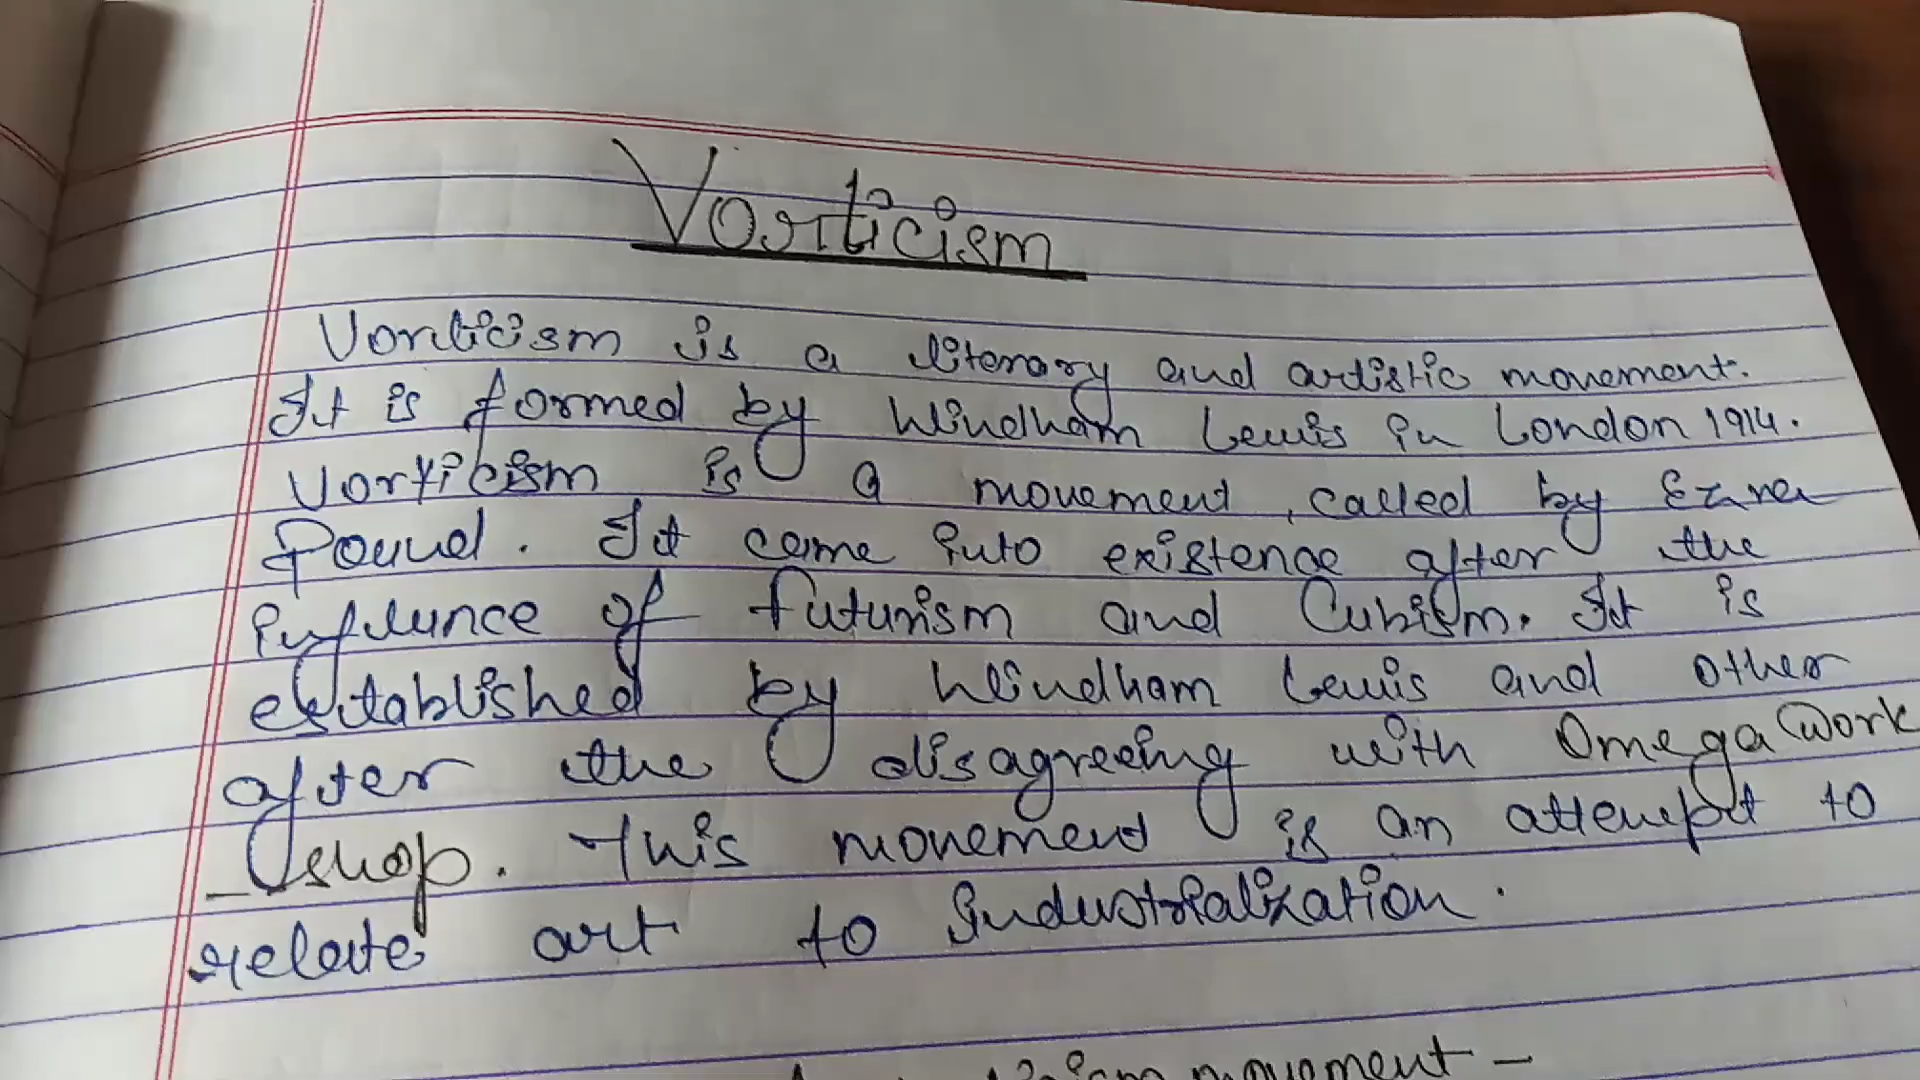 Vorticism
Vorticism is a literary and artistic movement.
It is formed by Windham Lewis in London 1914.
Vorticism is a movement, called by Ezra
Pound. It came into existence after the
influnce of futurism and Cubism. It is
established by Windham Lewis and other
after the disagreeing with Omega Work
shop. This movement is an attempt to
relate art to Industrialization.
movement -